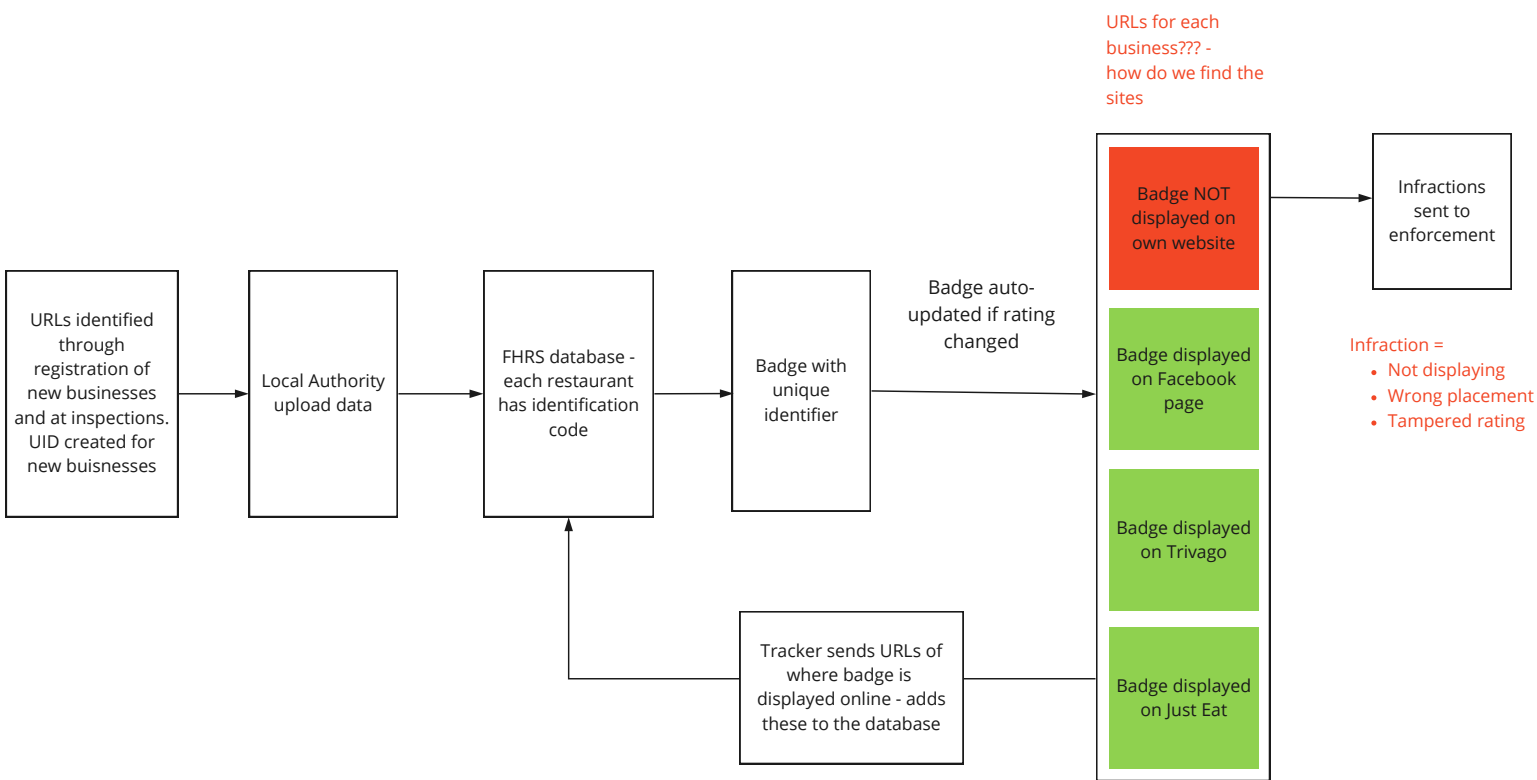 URLs for each
business??? -
how do we find the
sites
Badge NOT
displayed on
own website
Infractions
sent to
enforcement
URLs identified
through
registration of
new businesses
and at inspections.
UID created for
new buisnesses
Local Authority
upload data
FHRS database -
each restaurant
has identification
code
Badge with
unique
identifier
Badge auto-
updated if rating
changed
Badge displayed
on Facebook
page
Infraction =
• Not displaying
• Wrong placement
• Tampered rating
Badge displayed
on Trivago
Tracker sends URLs of
where badge is
displayed online - adds
these to the database
Badge displayed
on Just Eat